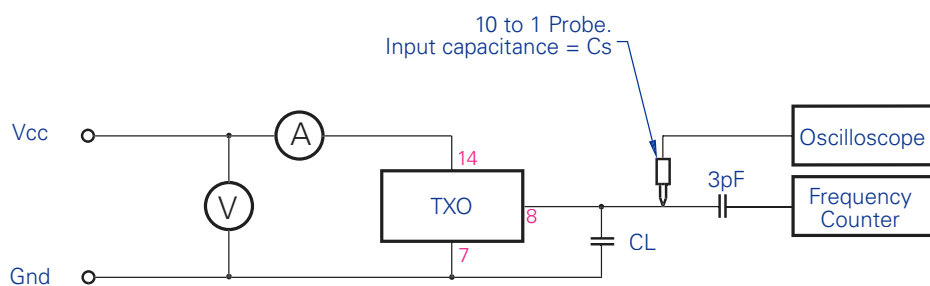 10 to 1 Probe.
Input capacitance = Cs
Vcc
A
Oscilloscope
14
3pF
V
TXO
8
Frequency
Counter
CL
7
Gnd